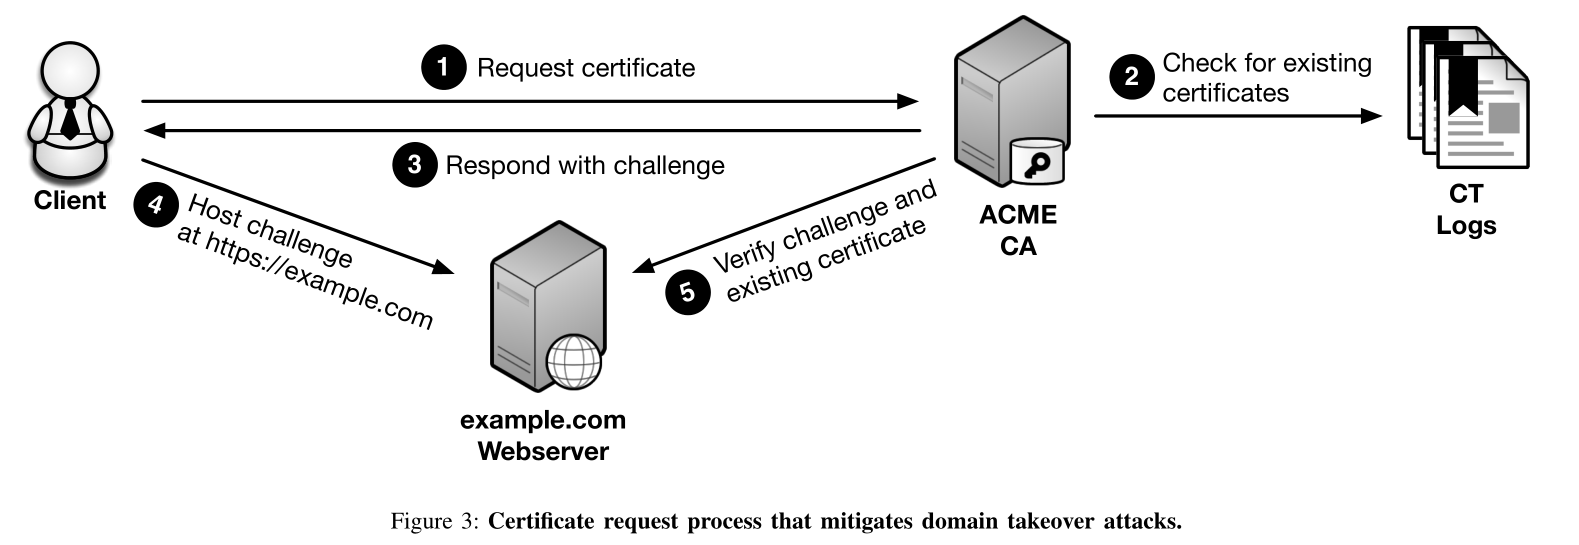 1 Request certificate
2 Check for existing
certificates
3 Respond with challenge
Client
4 Host challenge
at https://example.com
5 Verify challenge and
existing certificate
ACME
CA
CT
Logs
example.com
Webserver
Figure 3: Certificate request process that mitigates domain takeover attacks.